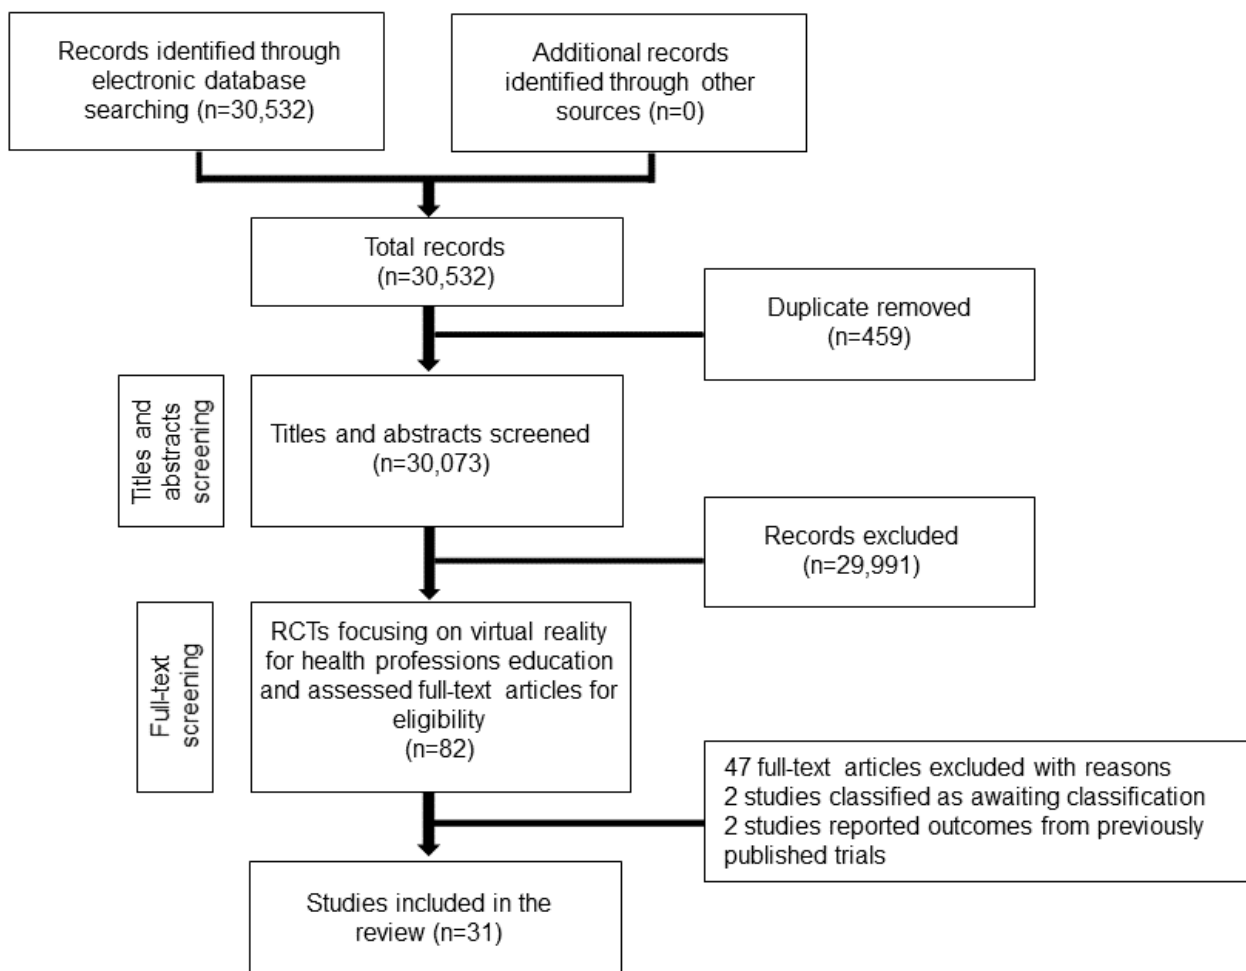 Records identified through
electronic database
searching (n=30,532)
Additional records
identified through other
sources (n=0)
Total records
(n=30,532)
Duplicate removed
(n=459)
Titles and
abstracts
screening
Titles and abstracts screened
(n=30,073)
Records excluded
(n=29,991)
Full-text
screening
RCTs focusing on virtual reality
for health professions education
and assessed full-text articles for
eligibility
(n=82)
47 full-text articles excluded with reasons
2 studies classified as awaiting classification
2 studies reported outcomes from previously
published trials
Studies included in the
review (n=31)